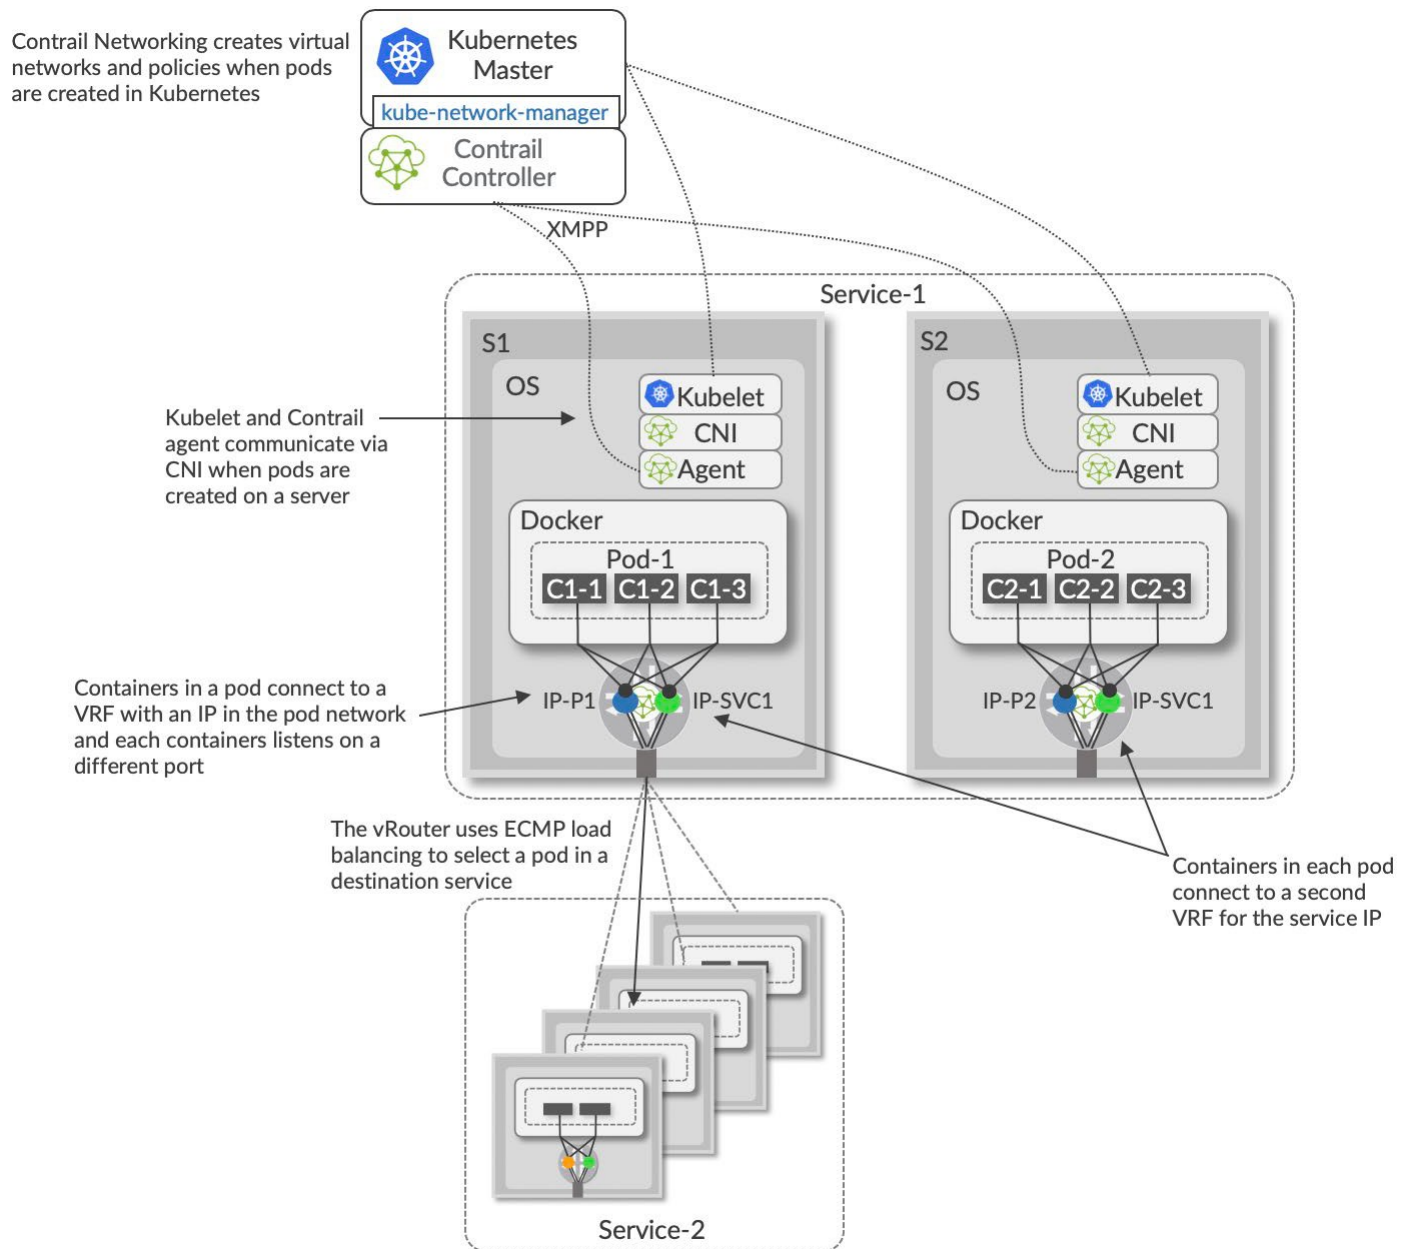 Contrail Networking creates virtual
networks and policies when pods
are created in Kubernetes
Kubernetes
Master
kube-network-manager
Contrail
Controller
XMPP
Service-1
S1
OS
Kubelet
CNI
Agent
S2
OS
Kubelet
CNI
Agent
Kubelet and Contrail
agent communicate via
CNI when pods are
created on a server
Docker
Pod-1
C1-1 C1-2 C1-3
Docker
Pod-2
C2-1 C2-2 C2-3
Containers in a pod connect to a
VRF with an IP in the pod network
and each containers listens on a
different port
IP-P1
IP-SVC1
IP-P2
IP-SVC1
The vRouter uses ECMP load
balancing to select a pod in a
destination service
Containers in each pod
connect to a second
VRF for the service IP
Service-2